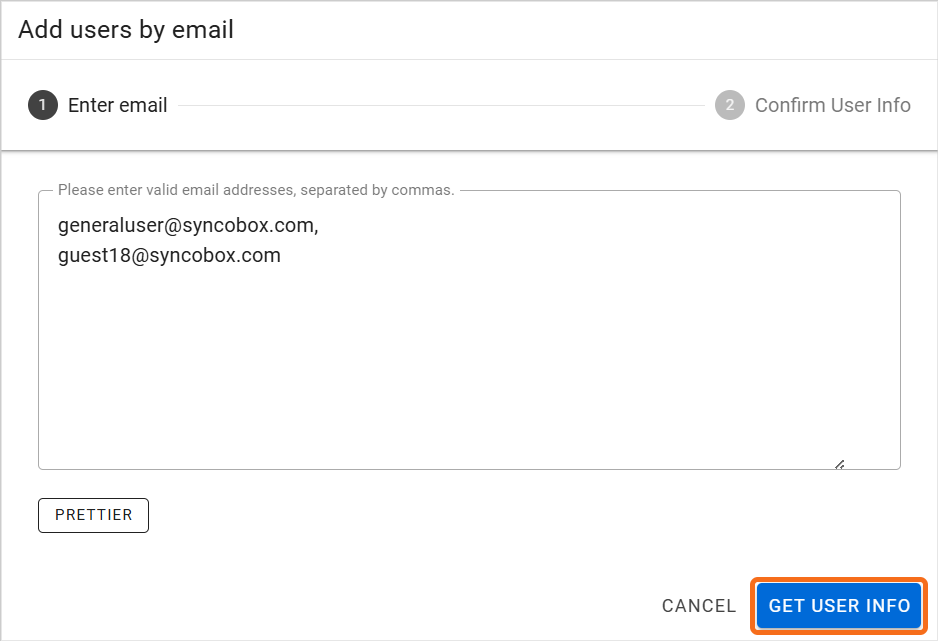 Add users by email
1 Enter email
2 Confirm User Info
Please enter valid email addresses, separated by commas.
generaluser@syncobox.com,
guest18@syncobox.com
PRETTIER
CANCEL
GET USER INFO